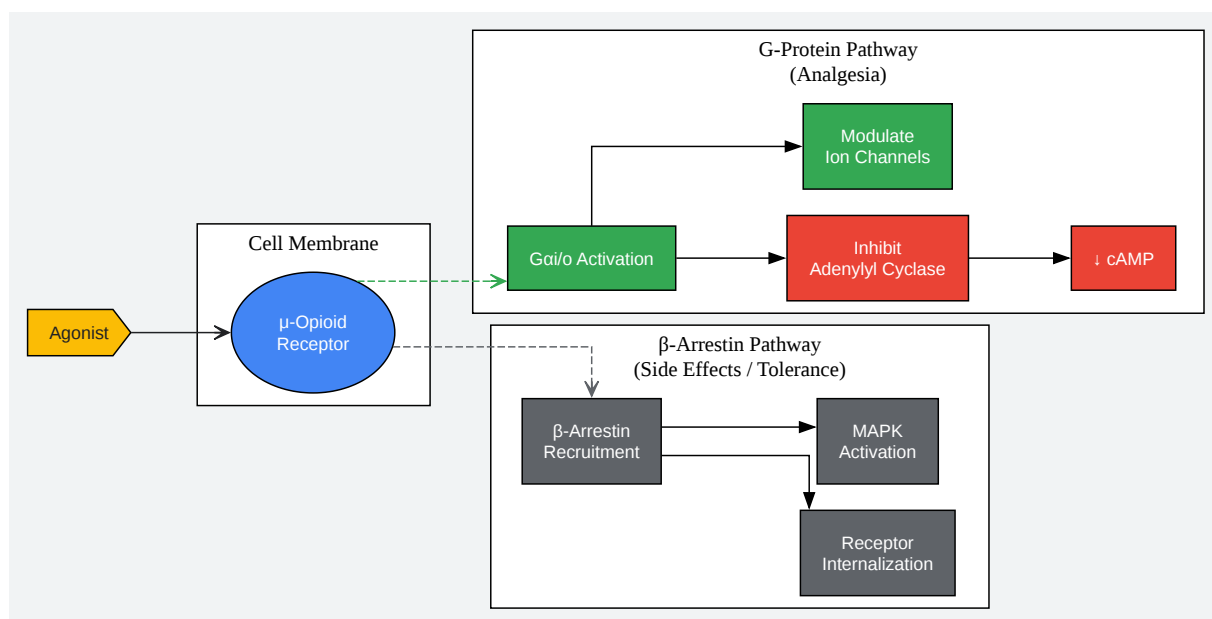 G-Protein Pathway
(Analgesia)
Modulate
Ion Channels
Gαi/o Activation
Inhibit
Adenylyl Cyclase
↓ cAMP
Cell Membrane
μ-Opioid
Receptor
Agonist
β-Arrestin Pathway
(Side Effects / Tolerance)
β-Arrestin
Recruitment
MAPK
Activation
Receptor
Internalization